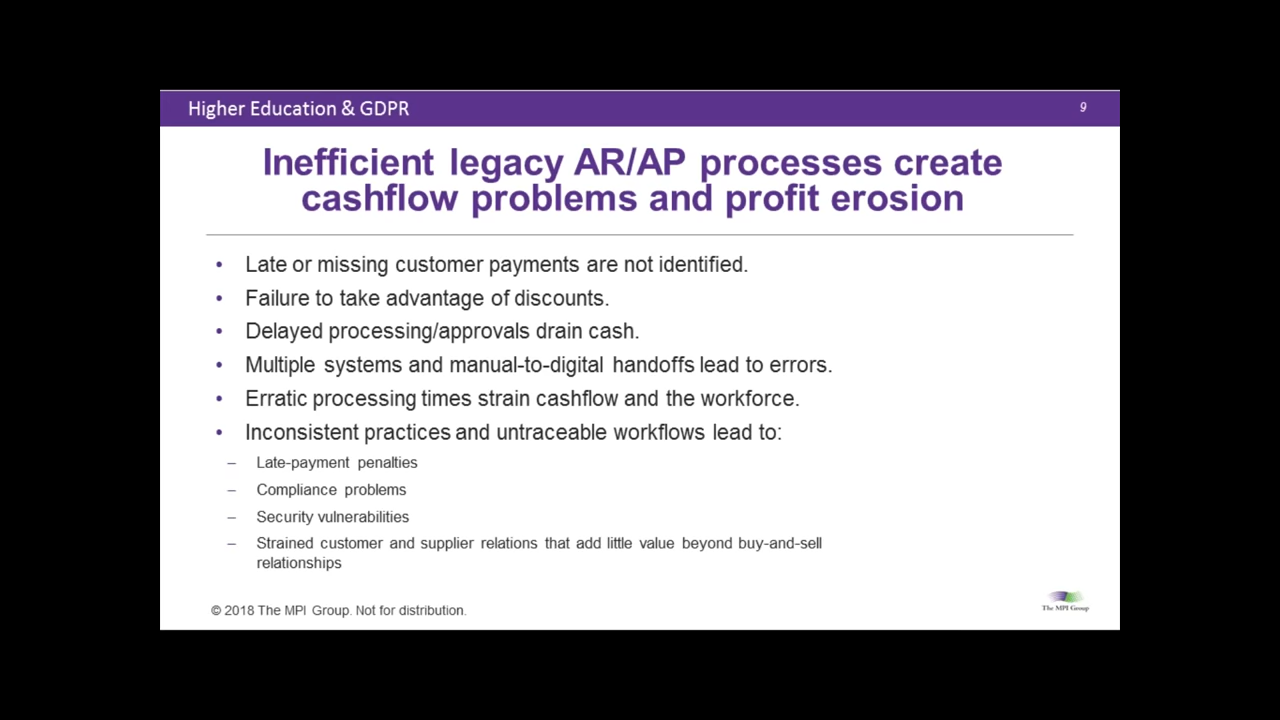 Higher Education & GDPR
9
Inefficient legacy AR/AP processes create
cashflow problems and profit erosion
• Late or missing customer payments are not identified.
• Failure to take advantage of discounts.
• Delayed processing/approvals drain cash.
• Multiple systems and manual-to-digital handoffs lead to errors.
• Erratic processing times strain cashflow and the workforce.
• Inconsistent practices and untraceable workflows lead to:
– Late-payment penalties
– Compliance problems
– Security vulnerabilities
– Strained customer and supplier relations that add little value beyond buy-and-sell
relationships
© 2018 The MPI Group. Not for distribution.
The MPI Group